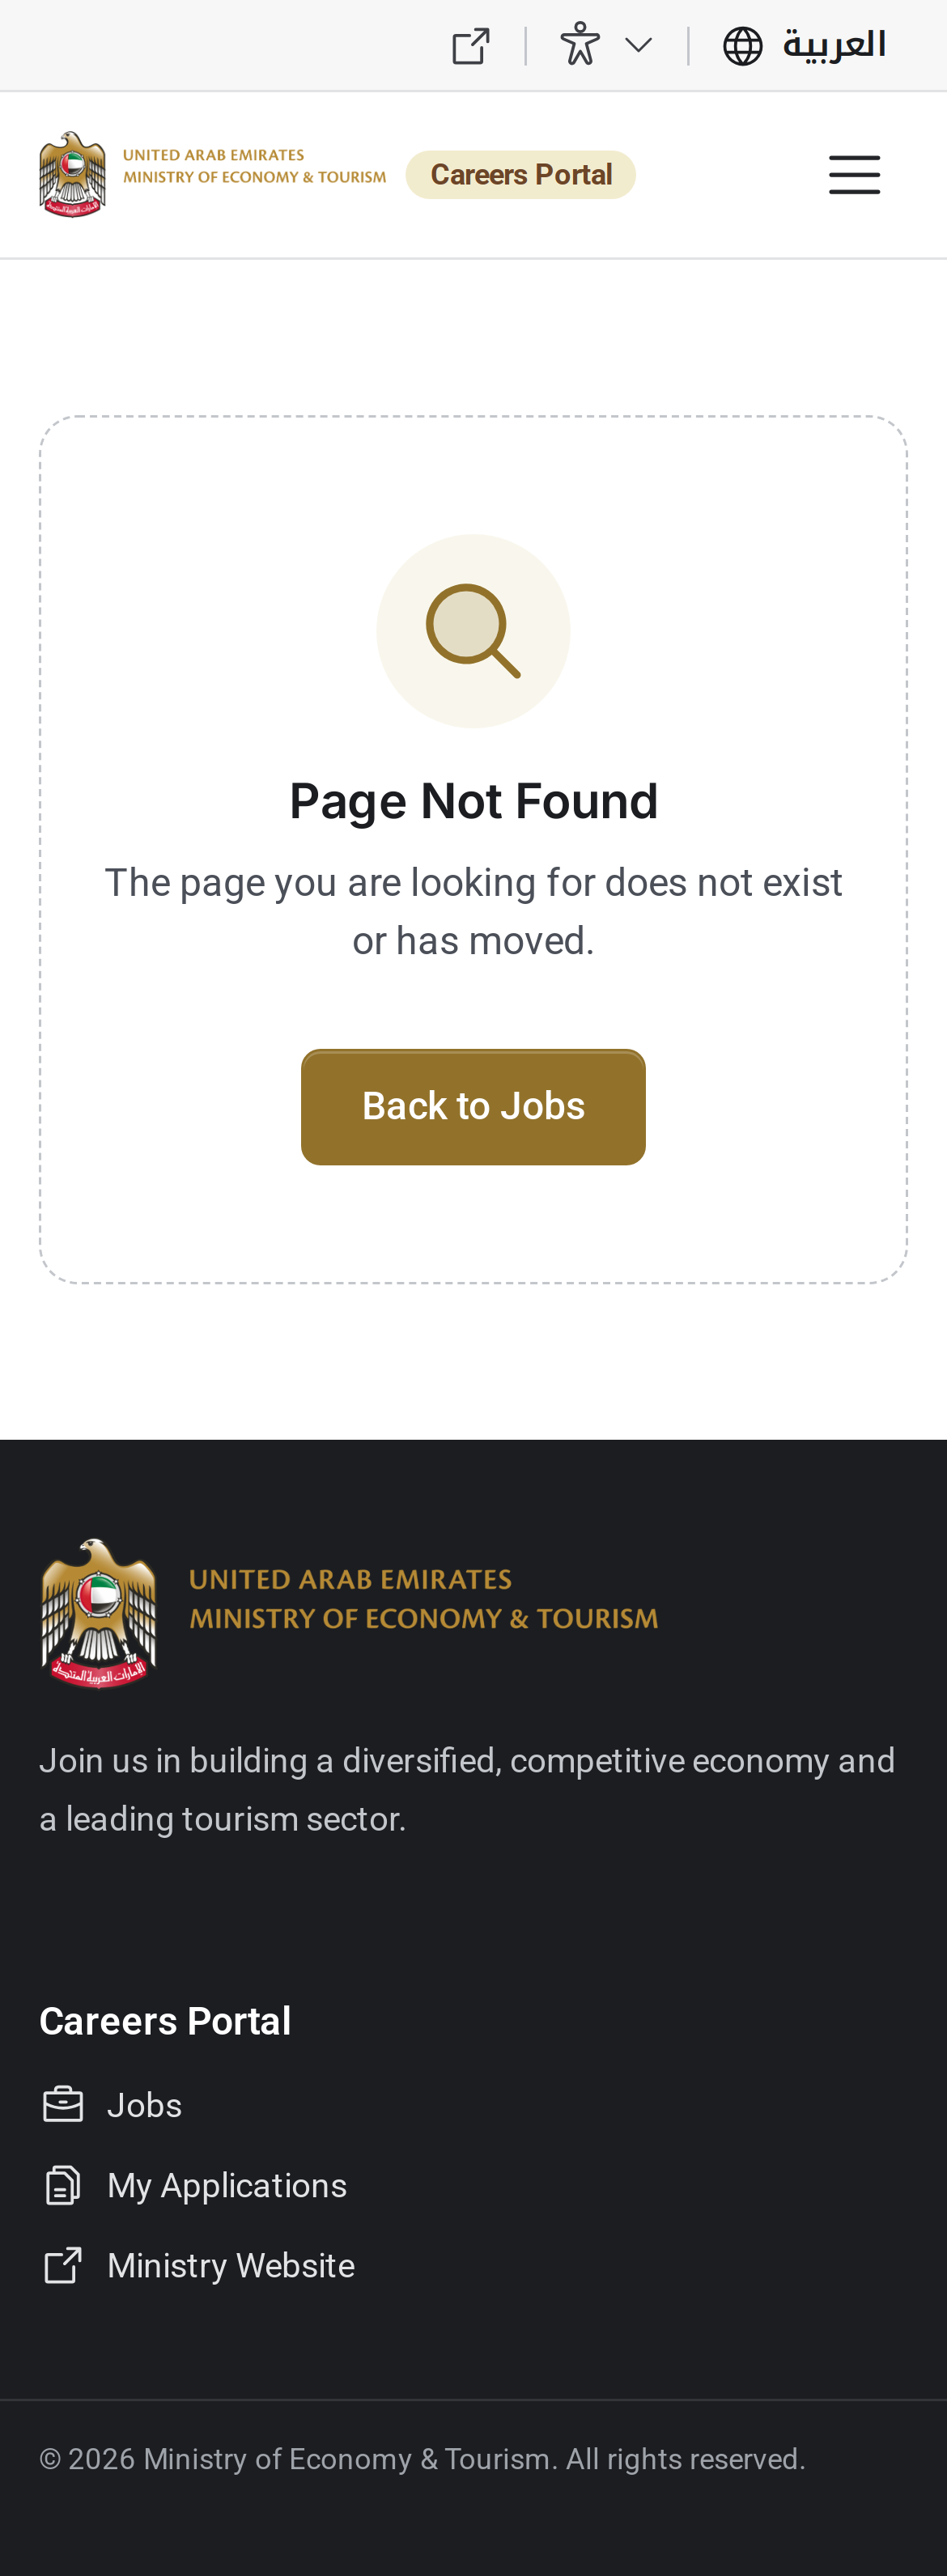 العربية
UNITED ARAB EMIRATES
MINISTRY OF ECONOMY & TOURISM
Careers Portal
Page Not Found
The page you are looking for does not exist
or has moved.
Back to Jobs
الإمارات العربية المتحدة
UNITED ARAB EMIRATES
MINISTRY OF ECONOMY & TOURISM
Join us in building a diversified, competitive economy and
a leading tourism sector.
Careers Portal
Jobs
My Applications
Ministry Website
© 2026 Ministry of Economy & Tourism. All rights reserved.